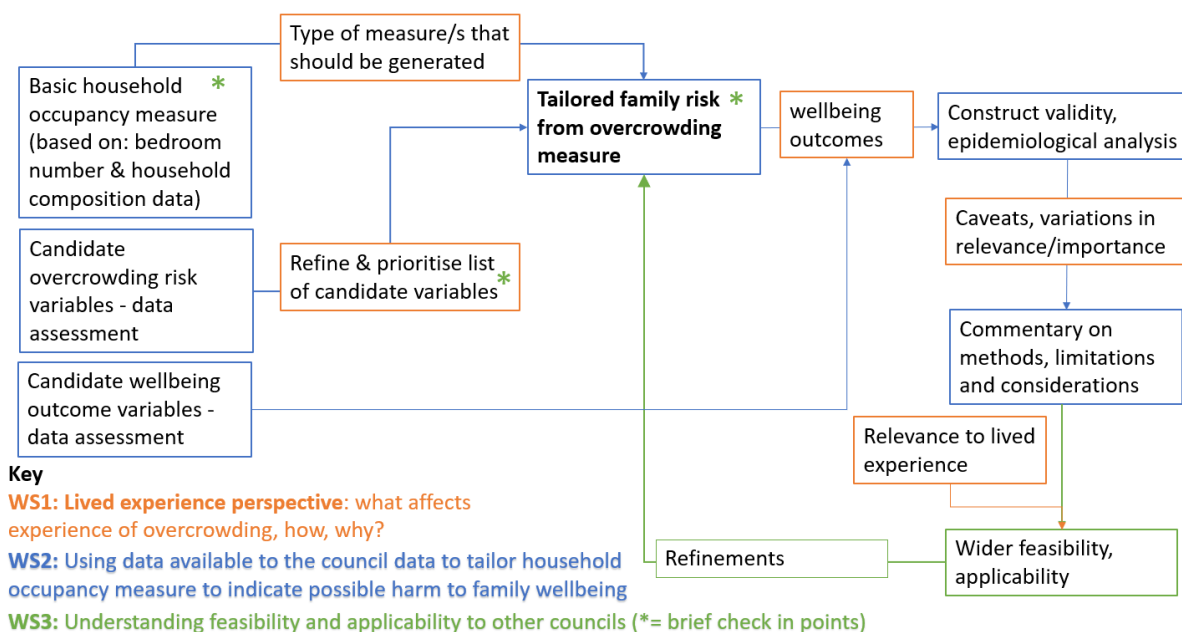 Type of measure/s that
should be generated
Basic household *
occupancy measure
(based on: bedroom
number & household
composition data)
Tailored family risk *
from overcrowding
measure
wellbeing
outcomes
Construct validity,
epidemiological analysis
Candidate
overcrowding risk
variables - data
assessment
Refine & prioritise list
of candidate variables *
Caveats, variations in
relevance/importance
Commentary on
methods, limitations
and considerations
Candidate wellbeing
outcome variables -
data assessment
Relevance to lived
experience
Refinements
Wider feasibility,
applicability
Key
WS1: Lived experience perspective: what affects
experience of overcrowding, how, why?
WS2: Using data available to the council data to tailor household
occupancy measure to indicate possible harm to family wellbeing
WS3: Understanding feasibility and applicability to other councils (*= brief check in points)